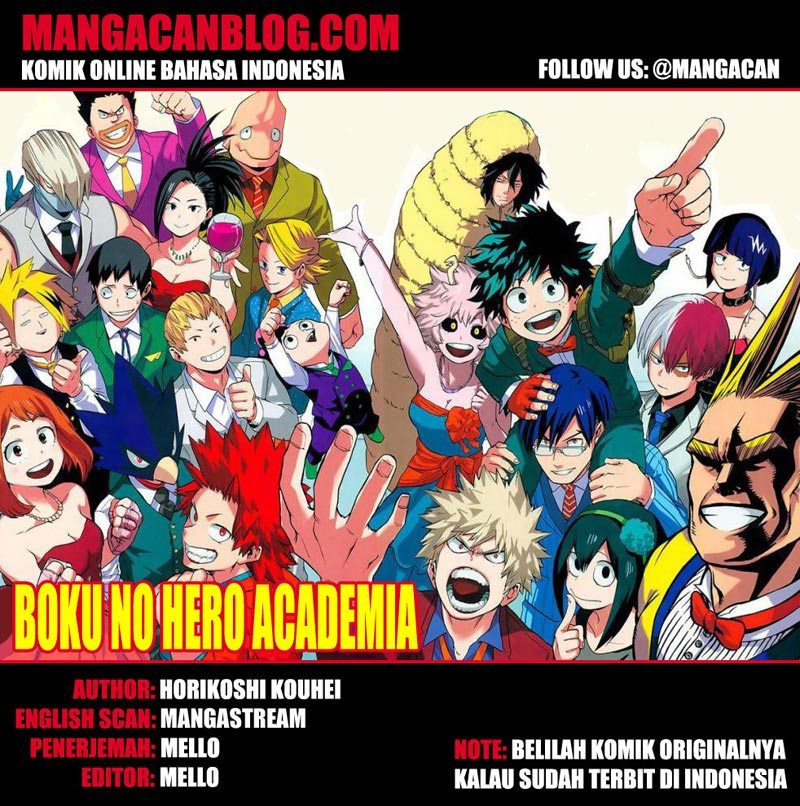 MANGACANBLOG.COM
KOMIK ONLINE BAHASA INDONESIA
FOLLOW US: @MANGACAN
BOKU NO HERO ACADEMIA
AUTHOR: HORIKOSHI KOUHEI
ENGLISH SCAN: MANGASTREAM
PENERJEMAH: MELLO
EDITOR: MELLO
NOTE: BELILAH KOMIK ORIGINALNYA
KALAU SUDAH TERBIT DI INDONESIA